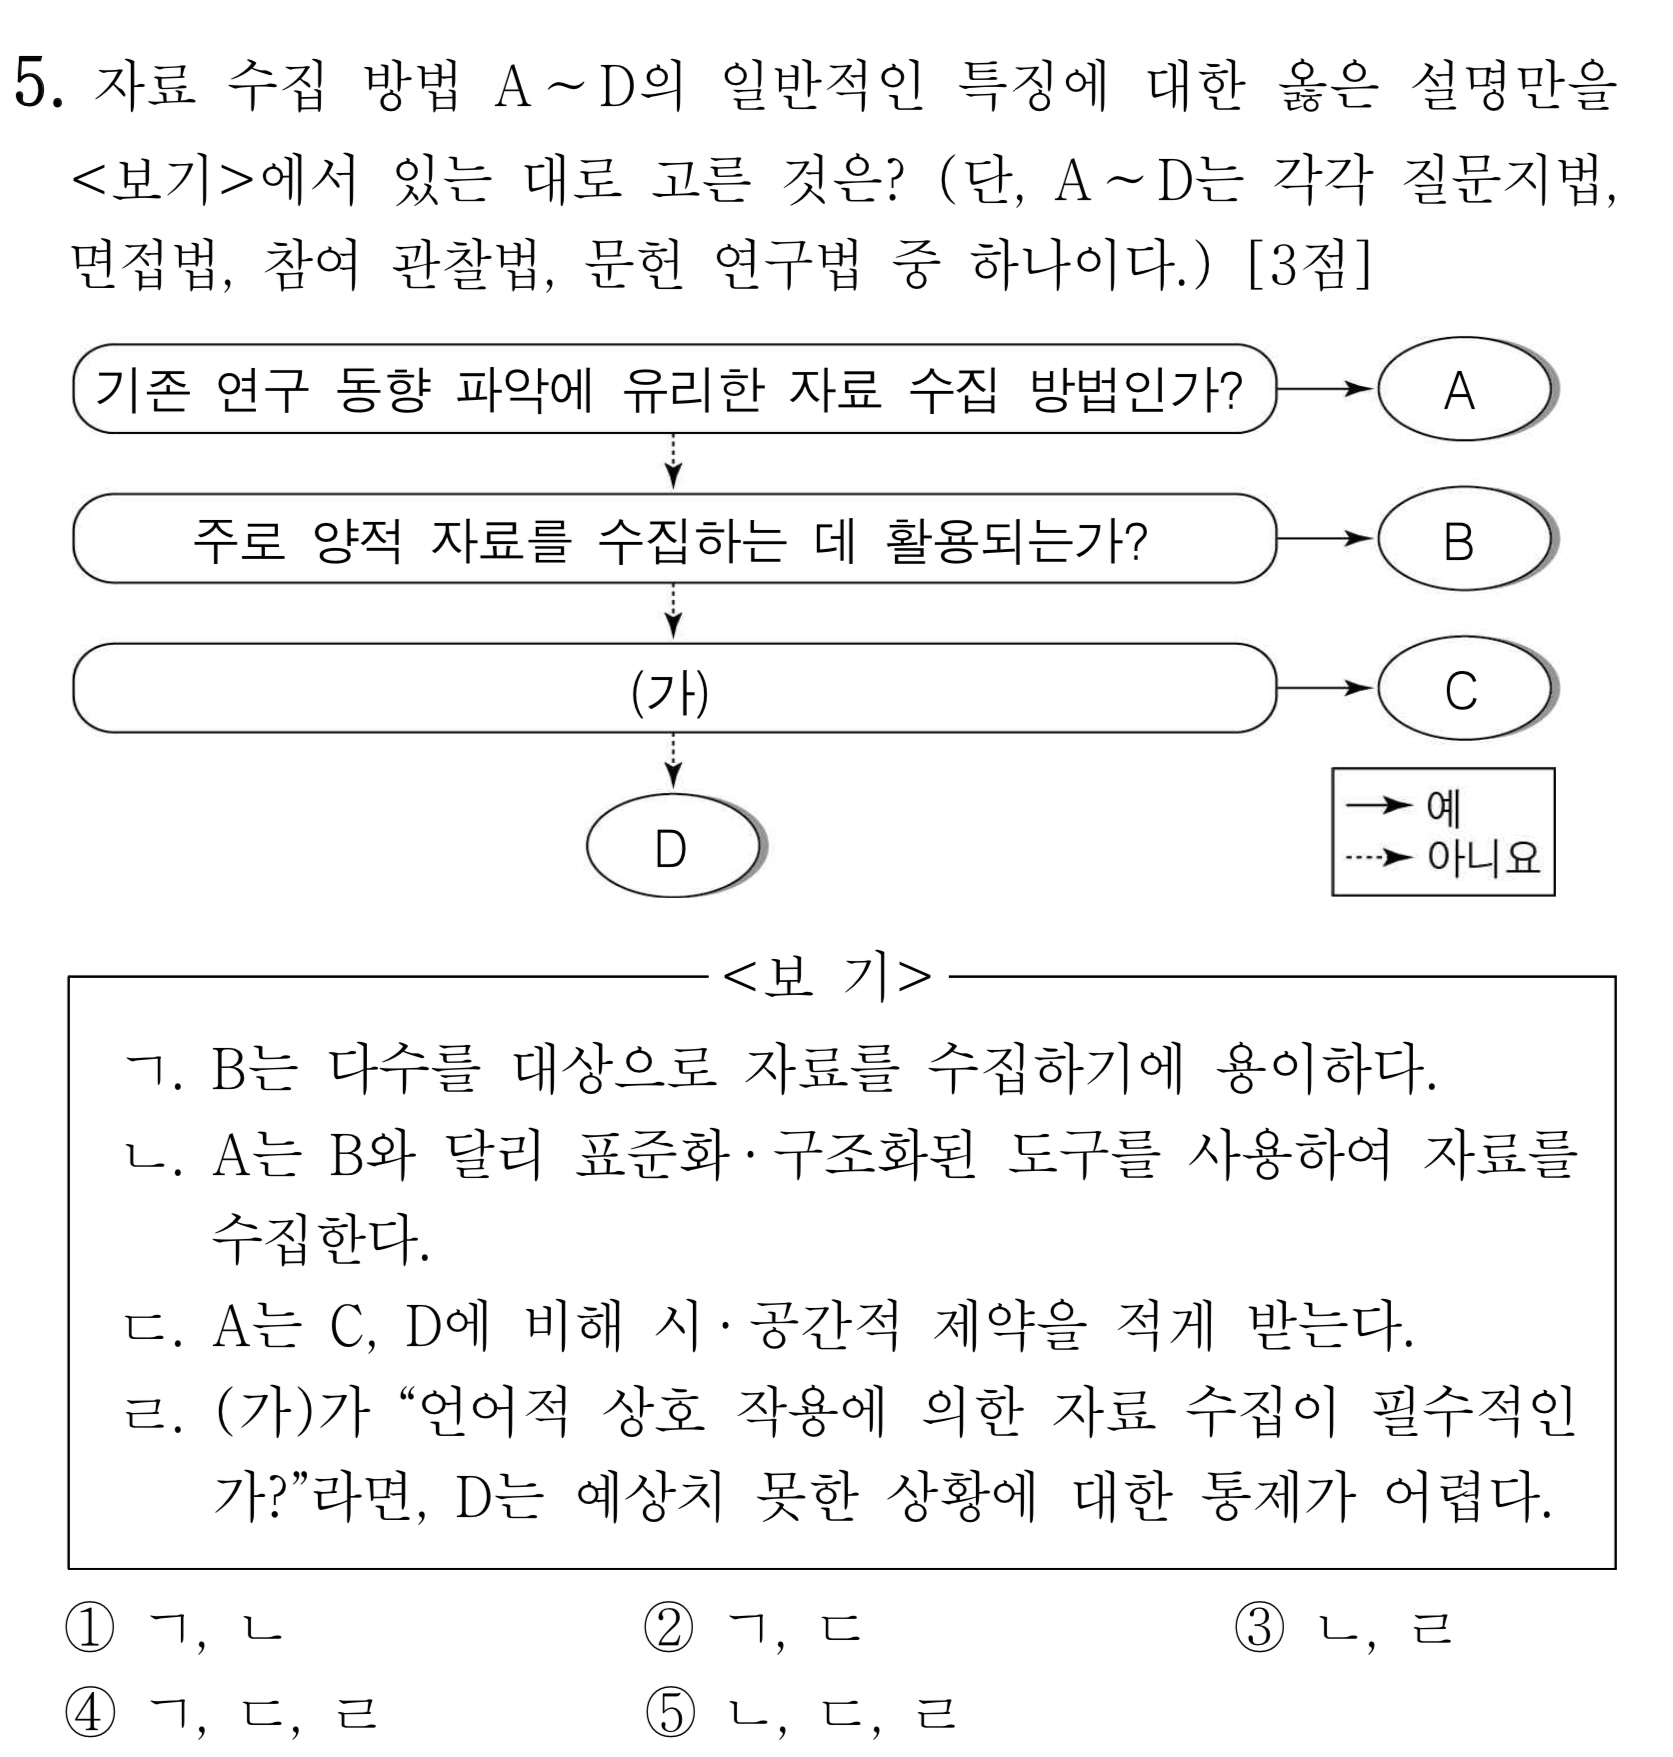 5. 자료 수집 방법 A~D의 일반적인 특징에 대한 옳은 설명만을
<보기>에서 있는 대로 고른 것은? (단, A~D는 각각 질문지법,
면접법, 참여 관찰법, 문헌 연구법 중 하나이다.) [3점]
기존 연구 동향 파악에 유리한 자료 수집 방법인가?
A
주로 양적 자료를 수집하는 데 활용되는가?
B
(가)
C
D
예
아니요
<보 기>
ㄱ. B는 다수를 대상으로 자료를 수집하기에 용이하다.
ㄴ. A는 B와 달리 표준화·구조화된 도구를 사용하여 자료를
수집한다.
ㄷ. A는 C, D에 비해 시·공간적 제약을 적게 받는다.
ㄹ. (가)가 “언어적 상호 작용에 의한 자료 수집이 필수적인
가?”라면, D는 예상치 못한 상황에 대한 통제가 어렵다.
① ㄱ, ㄴ ② ㄱ, ㄷ ③ ㄴ, ㄹ
④ ㄱ, ㄷ, ㄹ ⑤ ㄴ, ㄷ, ㄹ